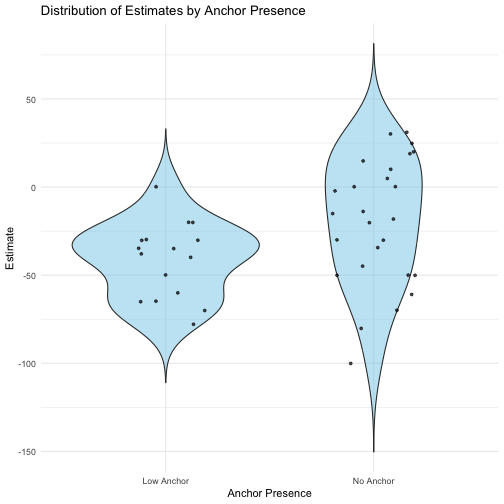 Distribution of Estimates by Anchor Presence
Estimate
50
0
-50
-100
-150
Low Anchor
No Anchor
Anchor Presence